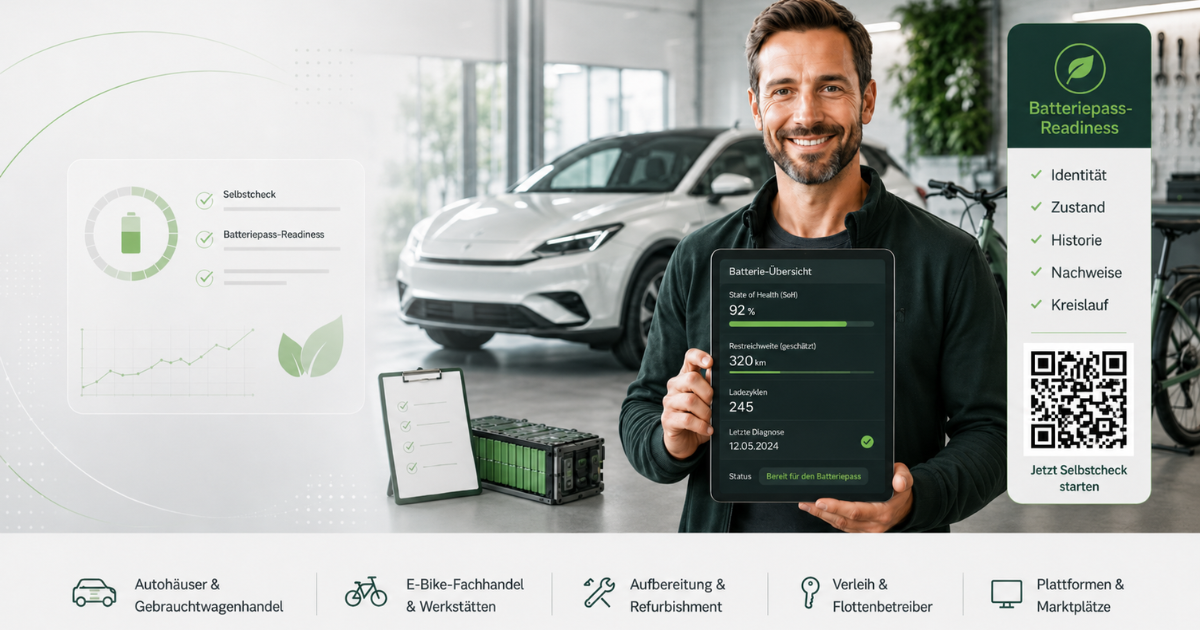 Selbstcheck
Batteriepass-Readiness
Batterie-Übersicht
State of Health (SoH)
92 %
Restreichweite (geschätzt)
320 km
Ladezyklen
245
Letzte Diagnose
12.05.2024
Status Bereit für den Batteriepass
Batteriepass-
Readiness
Identität
Zustand
Historie
Nachweise
Kreislauf
Jetzt Selbstcheck
starten
Autohäuser &
Gebrauchtwagenhandel
E-Bike-Fachhandel
& Werkstätten
Aufbereitung &
Refurbishment
Verleih &
Flottenbetreiber
Plattformen &
Marktplätze